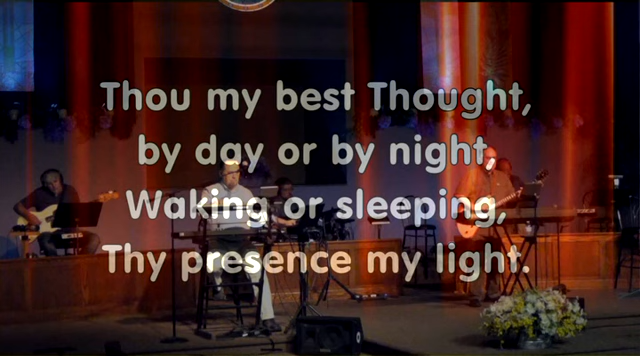 Thou my best Thought,
by day or by night
Waking or sleeping,
Thy presence my light.